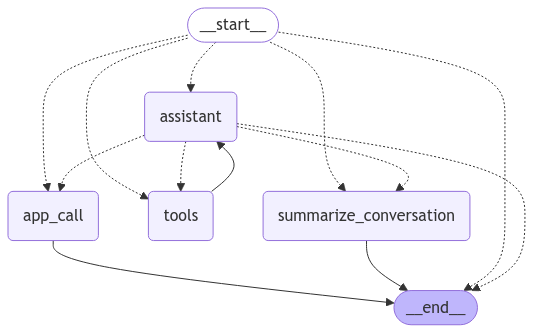 __start__
assistant
app_call
tools
summarize_conversation
__end__